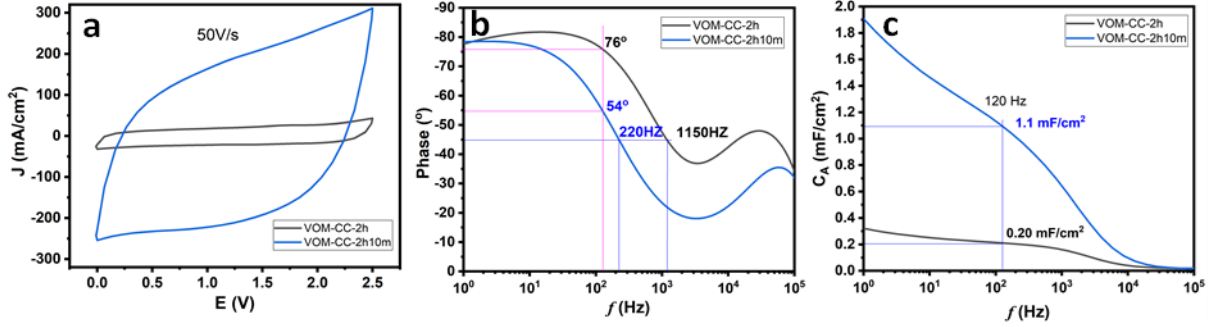 a
50V/s
300
200
100
0
-100
-200
-300
J (mA/cm²)
VOM-CC-2h
VOM-CC-2h10m
0.0 0.5 1.0 1.5 2.0 2.5
E (V)
b
-90
-80
-70
-60
-50
-40
-30
-20
-10
0
Phase (º)
VOM-CC-2h
VOM-CC-2h10m
76º
54º
220HZ 1150HZ
10⁰ 10¹ 10² 10³ 10⁴ 10⁵
f (Hz)
c
2.0
1.8
1.6
1.4
1.2
1.0
0.8
0.6
0.4
0.2
0.0
C_A (mF/cm²)
VOM-CC-2h
VOM-CC-2h10m
120 Hz
1.1 mF/cm²
0.20 mF/cm²
10⁰ 10¹ 10² 10³ 10⁴ 10⁵
f (Hz)